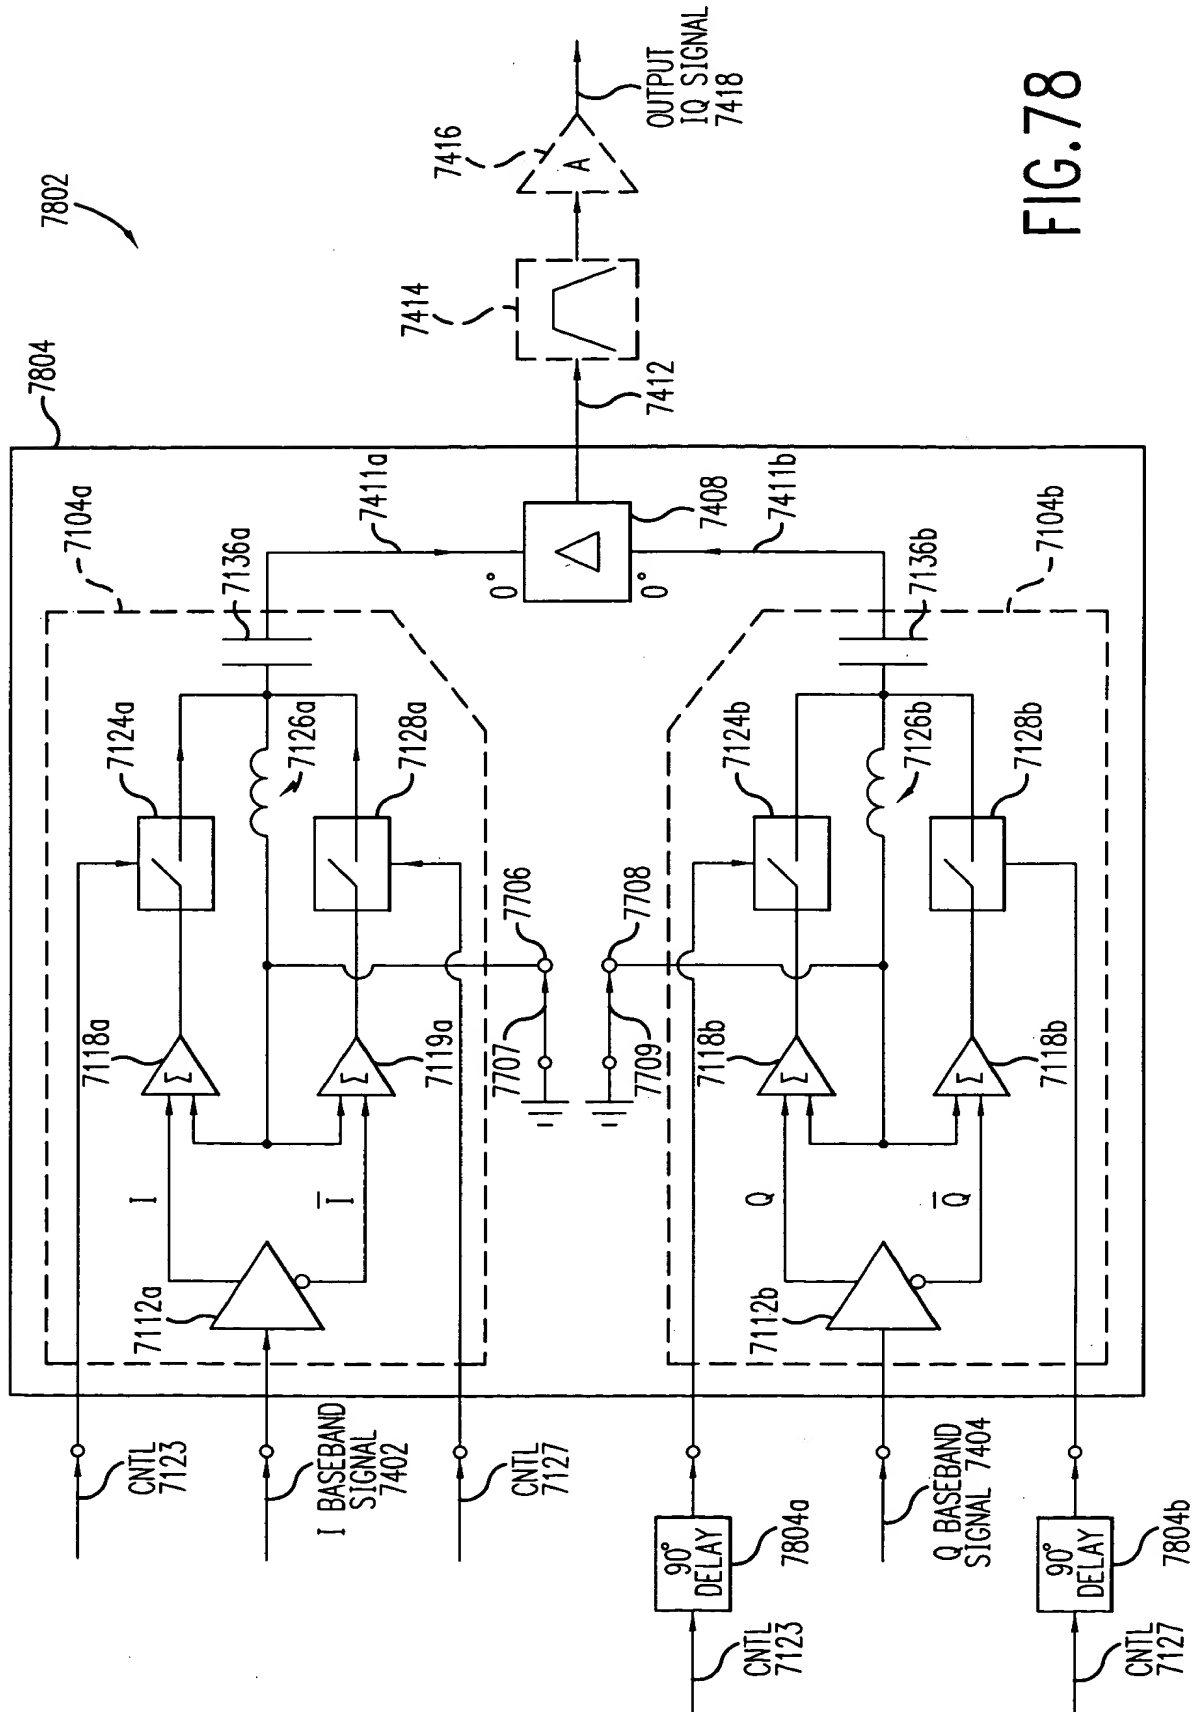 7802
7804
7104a
7124a
7136a
7118a
7126a
7411a
7112a
I
I̅
7119a
7128a
0°
7414
7416
A
CNTL
7123
I BASEBAND
SIGNAL
7402
CNTL
7127
Σ
Σ
7706
7707
7708
7709
7408
7412
OUTPUT
IQ SIGNAL
7418
0°
7411b
7104b
7136b
7124b
7118b
7126b
7112b
Q
Q̅
7118b
7128b
Σ
Σ
90°
DELAY
7804a
CNTL
7123
Q BASEBAND
SIGNAL 7404
90°
DELAY
7804b
CNTL
7127
FIG.78